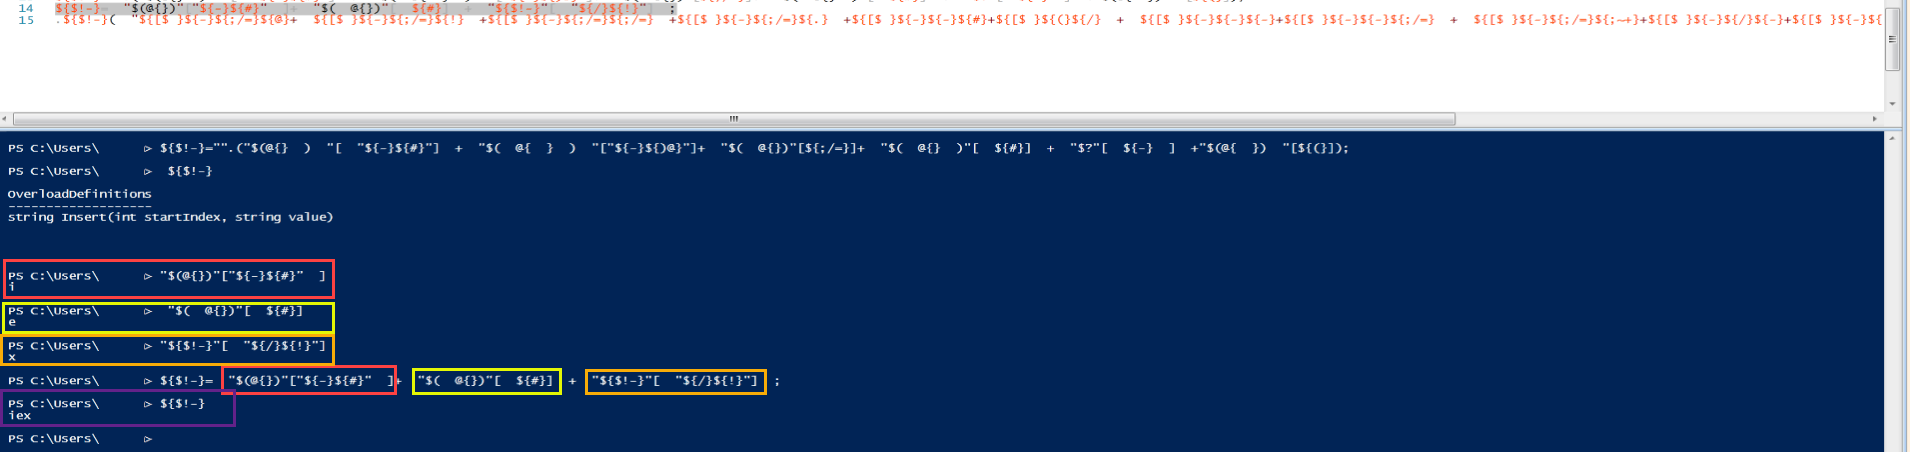 14 ${$!-}=  "$(@{})"["${-}${#}"  ]+  "$(  @{})"[  ${#}]  +  "${$!-}"[  "${/}${!}"]  ;
15 .${$!-}(  "${[$ }${-}${;/=}${@}+  ${[$ }${-}${;/=}${!}  +${[$ }${-}${;/=}${;/=}  +${[$ }${-}${;/=}${.}  +${[$ }${-}${-}${#}+${[$ }${(}${/}  +  ${[$ }${-}${-}${-}+${[$ }${-}${-}${;/=}  +  ${[$ }${-}${;/=}${;~+}+${[$ }${-}${/}${-}+${[$ }${-}${
PS C:\Users\ ▷ ${$!-}="".("$(@{}  )  "[  "${-}${#}"]  +  "$(  @{  }  )  "["${-}${)@}"]+  "$(  @{})"[${;/=}]+  "$(  @{}  )"[  ${#}]  +  "$?"[  ${-}  ]  +"$(@{  })  "[${(}]);
PS C:\Users\ ▷  ${$!-}
OverloadDefinitions
-------------------
string Insert(int startIndex, string value)
PS C:\Users\ ▷ "$(@{})"["${-}${#}"  ]
i
PS C:\Users\ ▷  "$(  @{})"[  ${#}]
e
PS C:\Users\ ▷ "${$!-}"[  "${/}${!}"]
x
PS C:\Users\ ▷ ${$!-}=  "$(@{})"["${-}${#}"  ]+  "$(  @{})"[  ${#}]  +  "${$!-}"[  "${/}${!}"]  ;
PS C:\Users\ ▷ ${$!-}
iex
PS C:\Users\ ▷